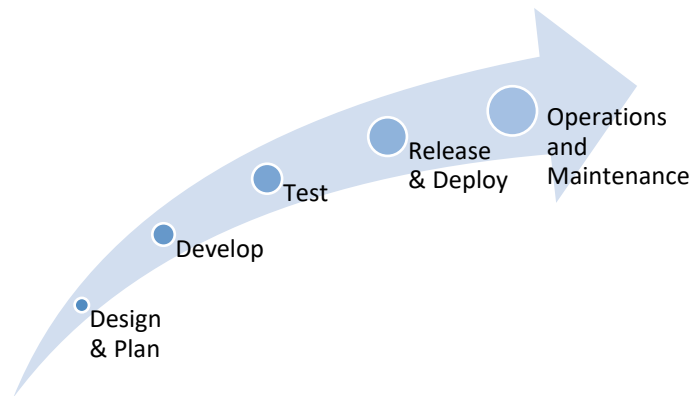 Design
& Plan
Develop
Test
Release
& Deploy
Operations
and
Maintenance